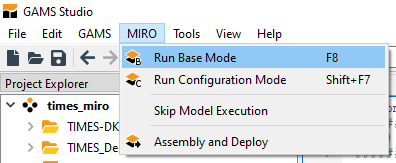 GAMS Studio
File Edit GAMS MIRO Tools View Help
Run Base Mode F8
Project Explorer
Run Configuration Mode Shift+F7
times_miro
Skip Model Execution
TIMES-DK
TIMES_De
Assembly and Deploy